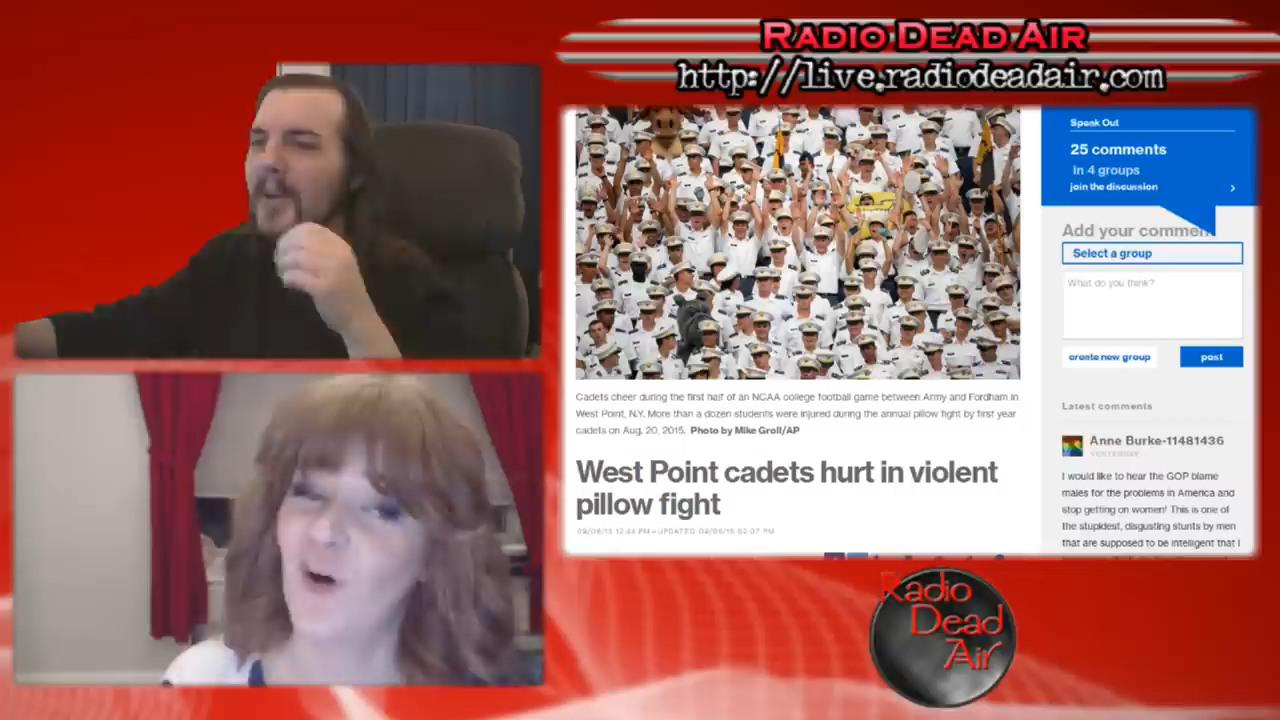 Radio Dead Air
http://live.radiodeadair.com
Speak Out
25 comments
In 4 groups
join the discussion
Add your commen
Select a group
What do you think?
create new group
post
Cadets cheer during the first half of an NCAA college football game between Army and Fordham in
West Point, N.Y. More than a dozen students were injured during the annual pillow fight by first year
cadets on Aug. 20, 2015. Photo by Mike Groll/AP
West Point cadets hurt in violent
pillow fight
Latest comments
Anne Burke-11481436
YESTERDAY
I would like to hear the GOP blame
males for the problems in America and
stop getting on women! This is one of
the stupidest, disgusting stunts by men
that are supposed to be intelligent that I
Radio
Dead
Air